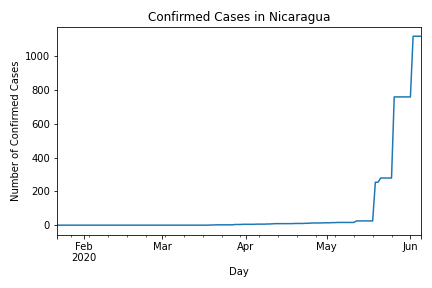 Confirmed Cases in Nicaragua
Number of Confirmed Cases
1000
800
600
400
200
0
Feb Mar Apr May Jun
2020
Day